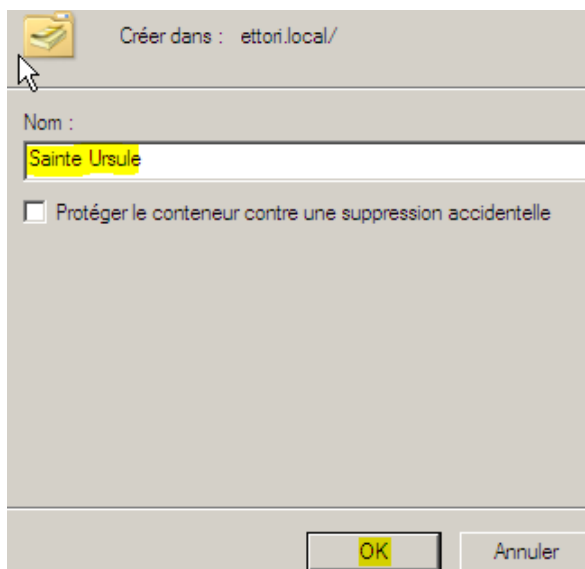 Créer dans : ettori.local/
Nom :
Sainte Ursule
Protéger le conteneur contre une suppression accidentelle
OK Annuler